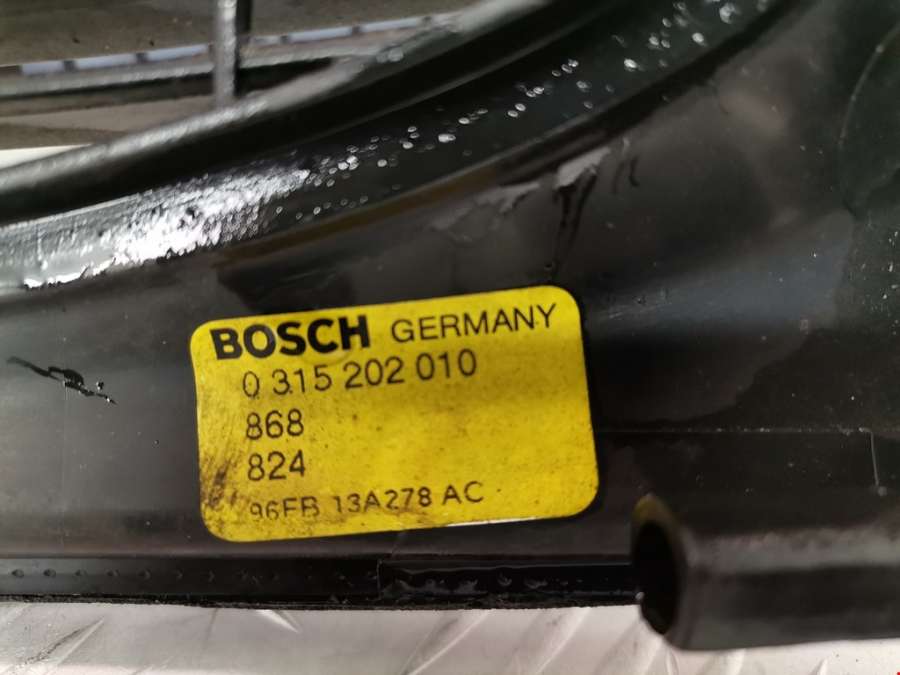 BOSCH GERMANY
0 315 202 010
868
824
96FB 13A278 AC